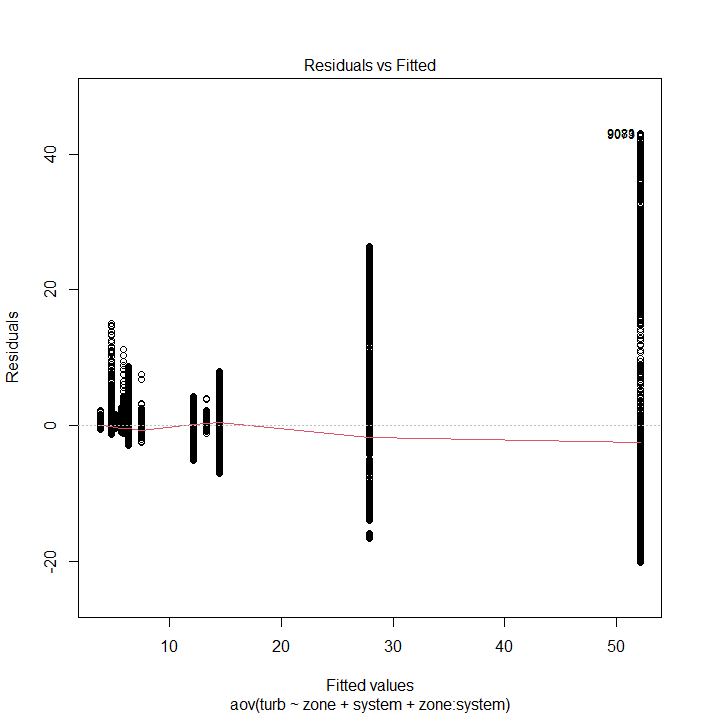 Residuals vs Fitted
Residuals
40
20
0
-20
10
20
30
40
50
Fitted values
aov(turb ~ zone + system + zone:system)